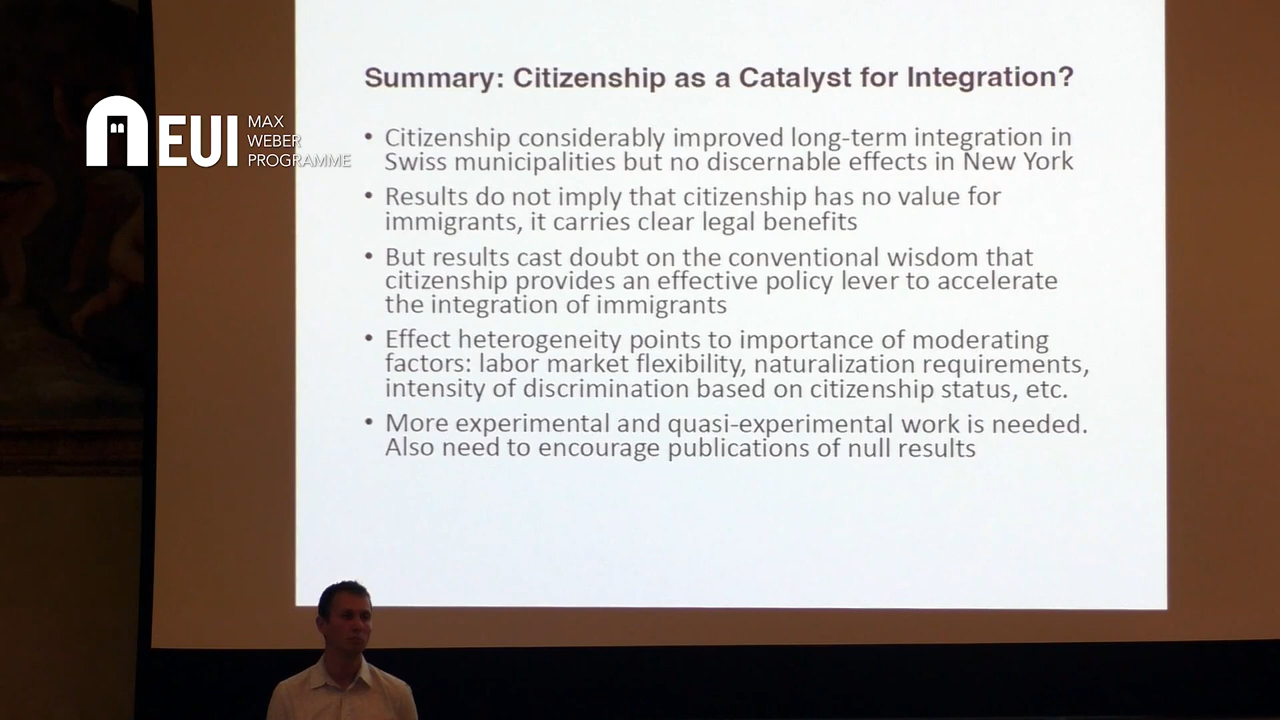 Summary: Citizenship as a Catalyst for Integration?
EUI
MAX
WEBER
PROGRAMME
• Citizenship considerably improved long-term integration in
Swiss municipalities but no discernable effects in New York
• Results do not imply that citizenship has no value for
immigrants, it carries clear legal benefits
• But results cast doubt on the conventional wisdom that
citizenship provides an effective policy lever to accelerate
the integration of immigrants
• Effect heterogeneity points to importance of moderating
factors: labor market flexibility, naturalization requirements,
intensity of discrimination based on citizenship status, etc.
• More experimental and quasi-experimental work is needed.
Also need to encourage publications of null results